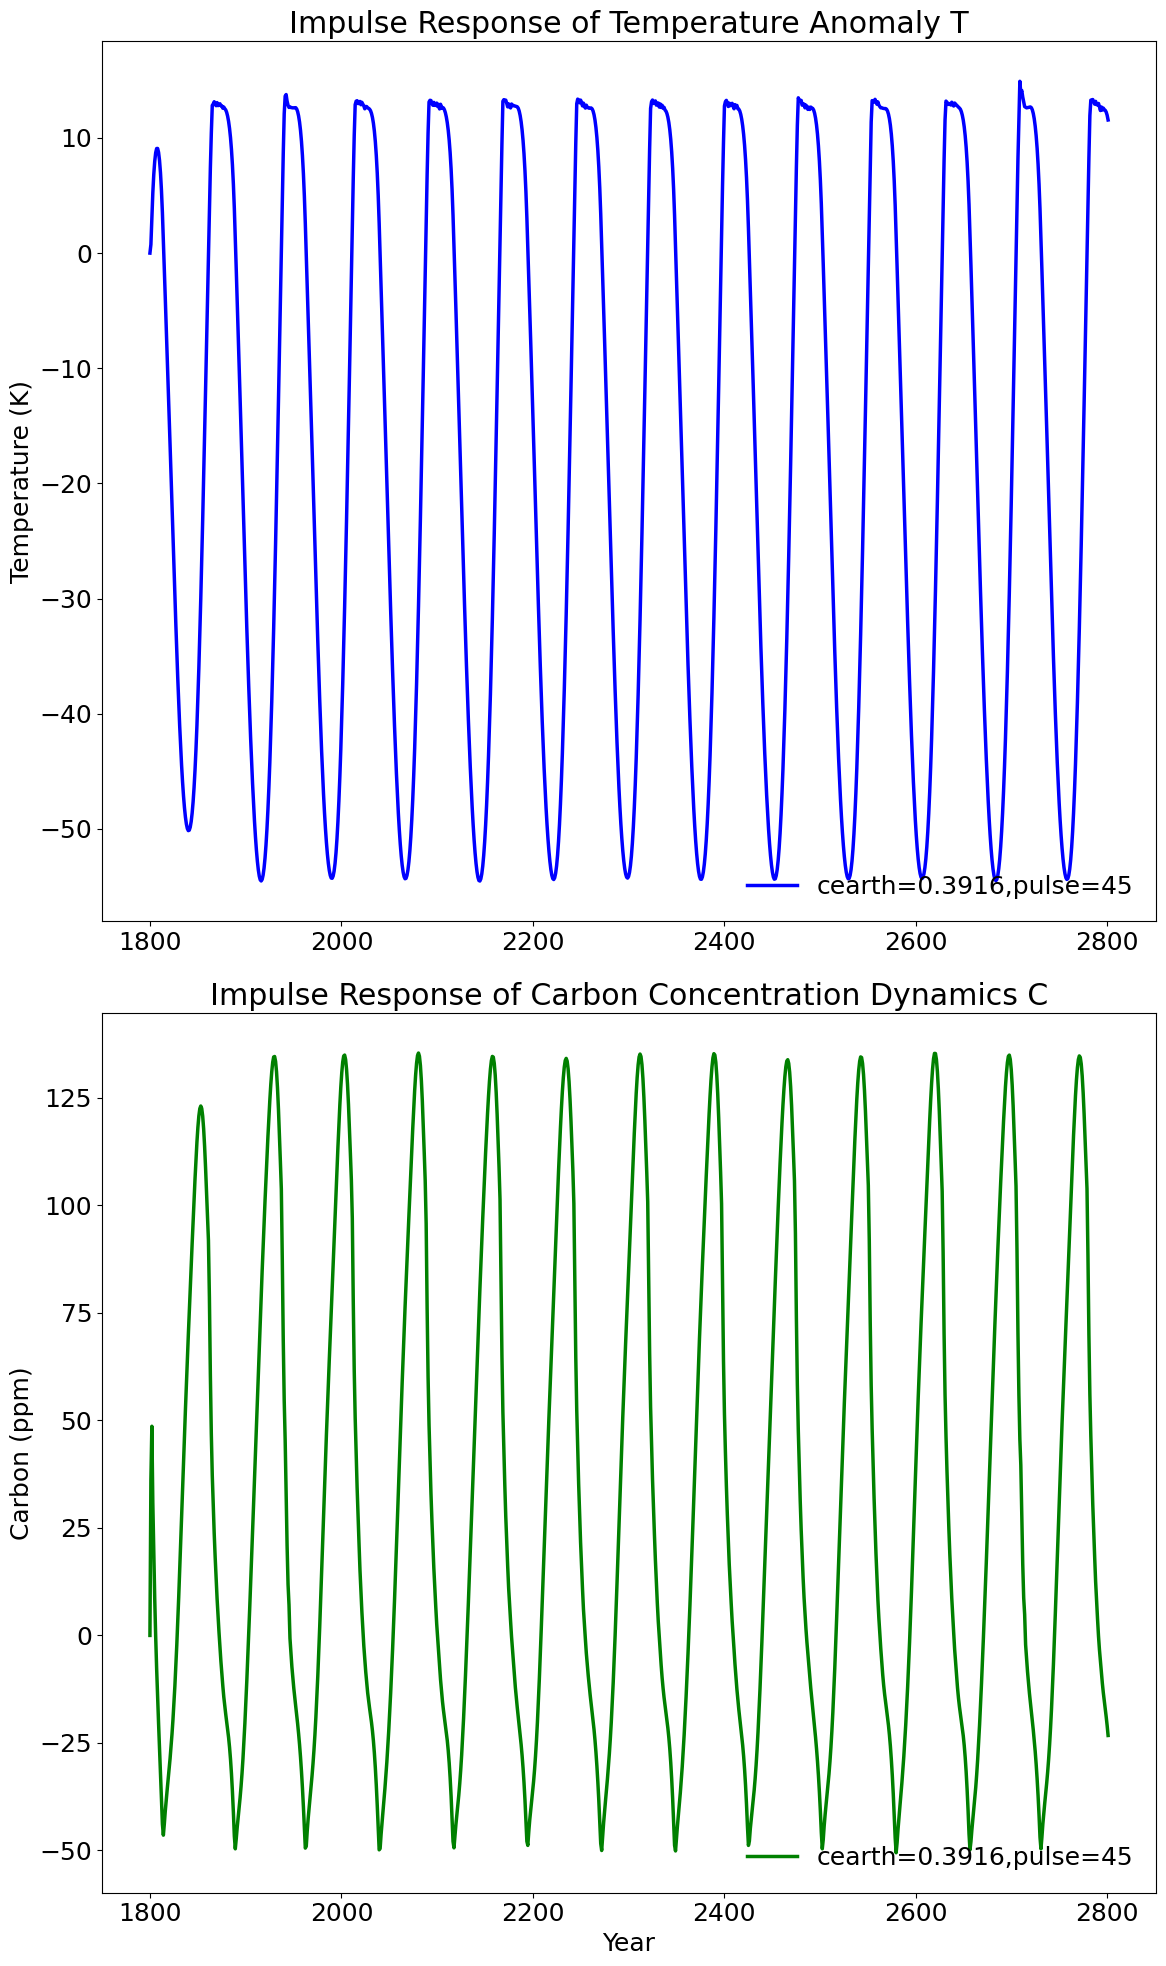 Impulse Response of Temperature Anomaly T
Temperature (K)
10
0
−10
−20
−30
−40
−50
cearth=0.3916,pulse=45
1800 2000 2200 2400 2600 2800
Impulse Response of Carbon Concentration Dynamics C
Carbon (ppm)
125
100
75
50
25
0
−25
−50
cearth=0.3916,pulse=45
1800 2000 2200 2400 2600 2800
Year